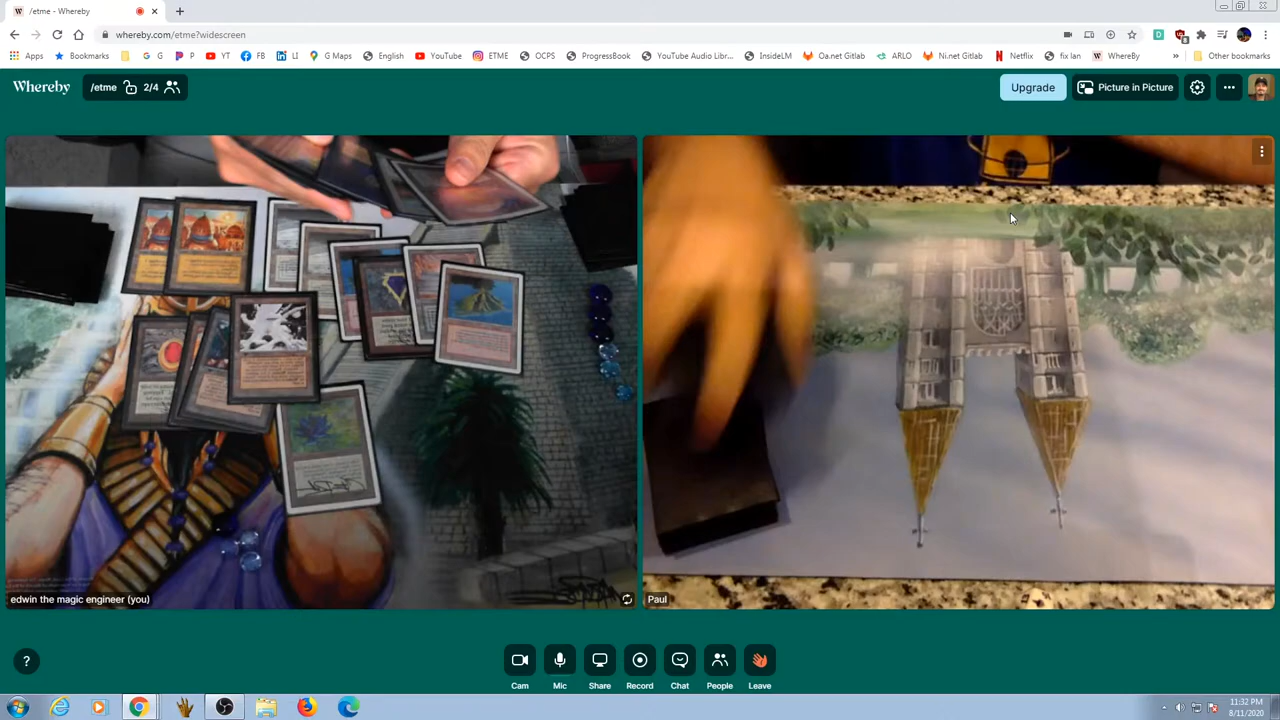 /etme - Whereby
whereby.com/etme?widescreen
Apps
Bookmarks
P
YT
FB
LI
G Maps
English
YouTube
ETME
OCPS
ProgressBook
YouTube Audio Libr...
InsideLM
Oa.net Gitlab
ARLO
Ni.net Gitlab
Netflix
fix lan
WhereBy
»
Other bookmarks
Whereby
/etme
2/4
Upgrade
Picture in Picture
edwin the magic engineer (you)
Paul
?
Cam
Mic
Share
Record
Chat
People
Leave
11:32 PM
8/11/2020